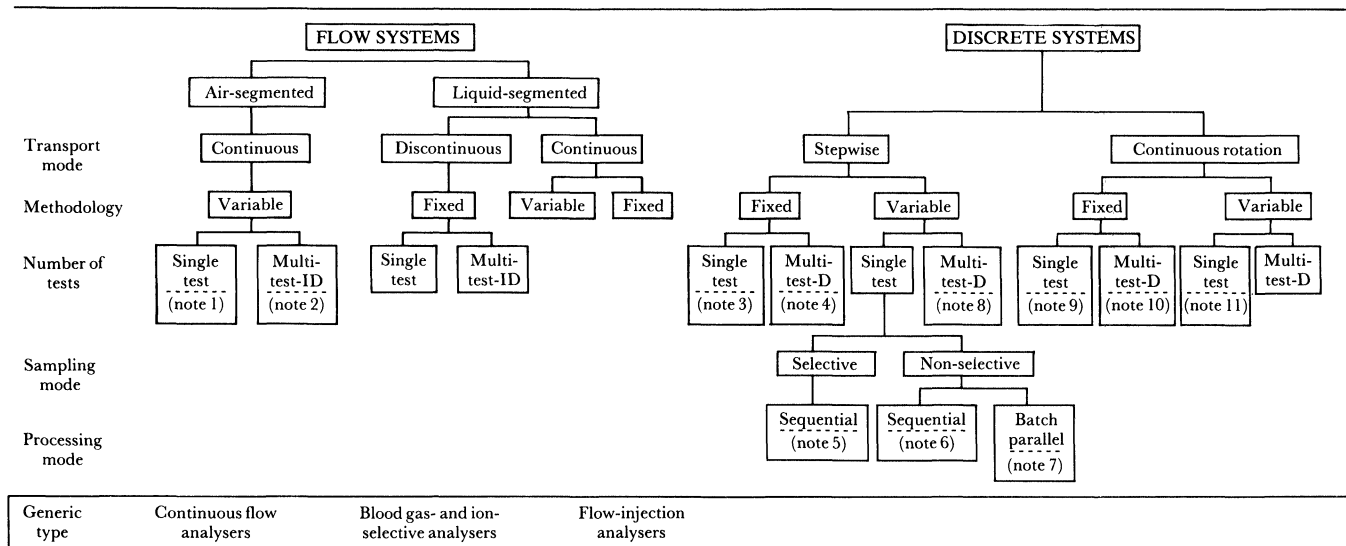 FLOW SYSTEMS DISCRETE SYSTEMS
Air-segmented Liquid-segmented
Transport
mode
Continuous Discontinuous Continuous Stepwise Continuous rotation
Methodology Variable Fixed Variable Fixed Fixed Variable Fixed Variable
Number of
tests
Single
test
(note 1)
Multi-
test-ID
(note 2)
Single
test
Multi-
test-ID
Single
test
(note 3)
Multi-
test-D
(note 4)
Single
test
Multi-
test-D
(note 8)
Single
test
(note 9)
Multi-
test-D
(note 10)
Single
test
(note 11)
Multi-
test-D
Sampling
mode
Selective Non-selective
Processing
mode
Sequential
(note 5)
Sequential
(note 6)
Batch
parallel
(note 7)
Generic
type
Continuous flow
analysers
Blood gas- and ion-
selective analysers
Flow-injection
analysers